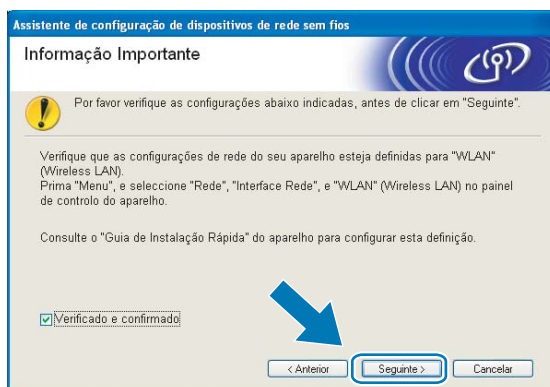 Assistente de configuração de dispositivos de rede sem fios
Informação Importante
Por favor verifique as configurações abaixo indicadas, antes de clicar em "Seguinte".
Verifique que as configurações de rede do seu aparelho esteja definidas para "WLAN"
(Wireless LAN).
Prima "Menu", e seleccione "Rede", "Interface Rede", e "WLAN" (Wireless LAN) no painel
de controlo do aparelho.
Consulte o "Guia de Instalação Rápida" do aparelho para configurar esta definição.
Verificado e confirmado
< Anterior
Seguinte >
Cancelar